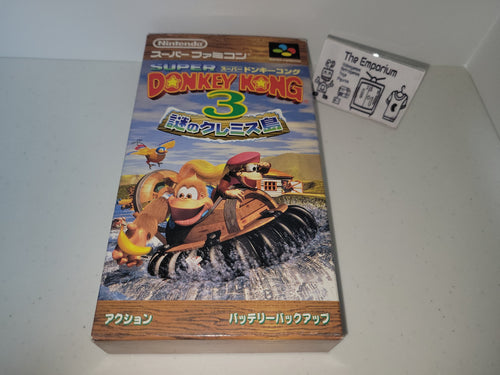 Nintendo
スーパーファミコン
SUPER スーパードンキーコング
DONKEY KONG
3
謎のクレミス島
アクション
バッテリーバックアップ
The Emporium